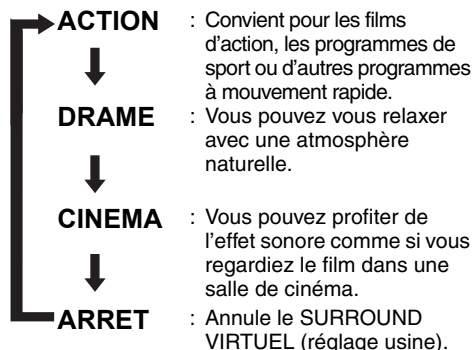 ACTION : Convient pour les films
d’action, les programmes de
sport ou d’autres programmes
à mouvement rapide.
DRAME : Vous pouvez vous relaxer
avec une atmosphère
naturelle.
CINEMA : Vous pouvez profiter de
l’effet sonore comme si vous
regardiez le film dans une
salle de cinéma.
ARRET : Annule le SURROUND
VIRTUEL (réglage usine).